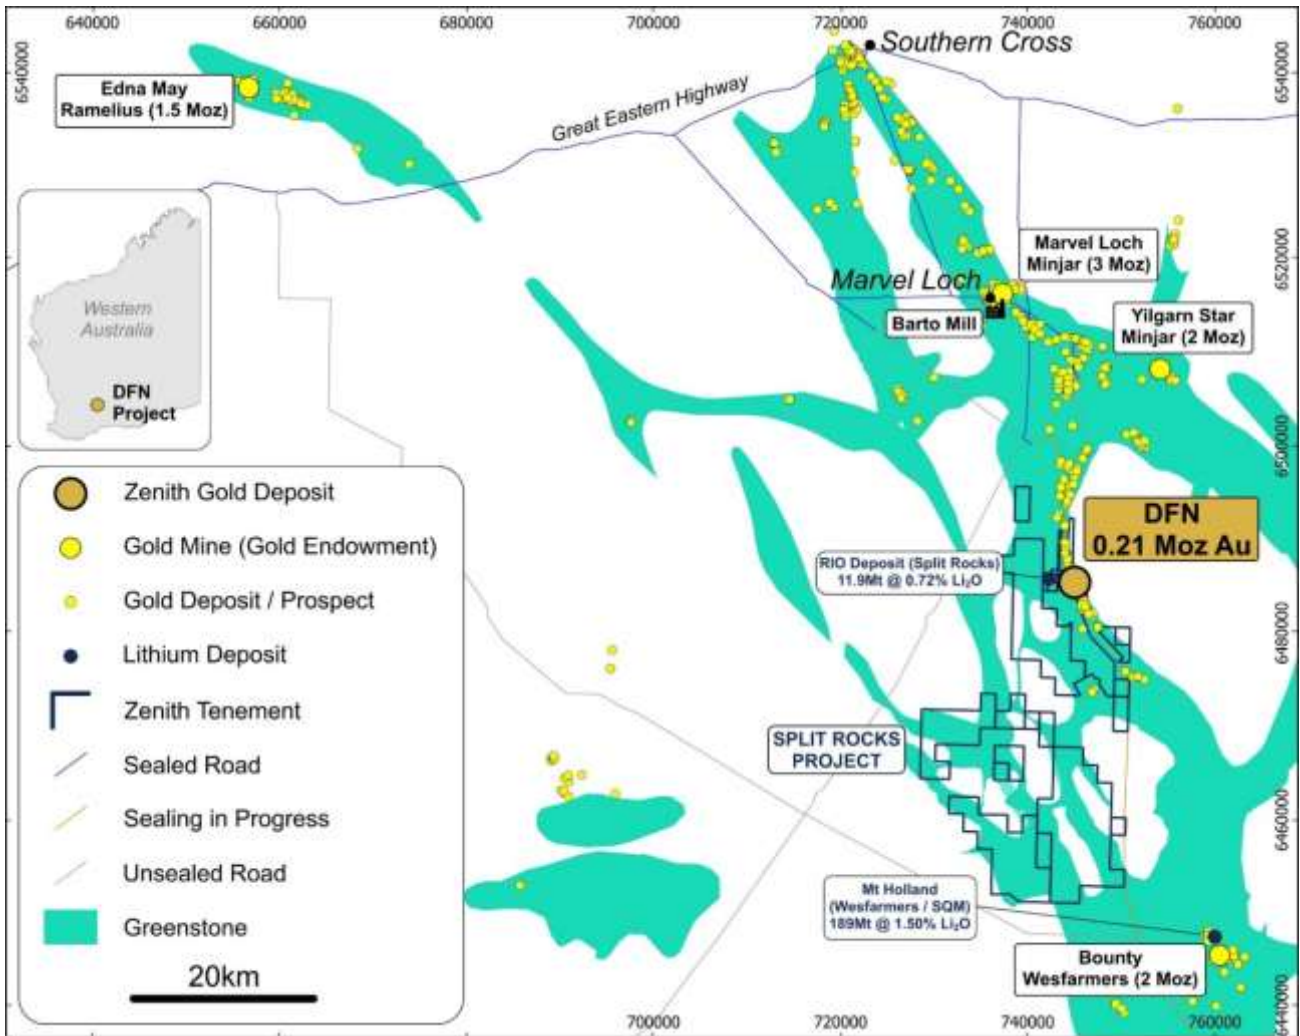 640000
660000
680000
700000
720000
740000
760000
6540000
6540000
Southern Cross
Edna May
Ramelius (1.5 Moz)
Great Eastern Highway
Western
Australia
DFN
Project
Marvel Loch
Minjar (3 Moz)
6520000
Marvel Loch
Barto Mill
Yilgarn Star
Minjar (2 Moz)
6500000
Zenith Gold Deposit
Gold Mine (Gold Endowment)
Gold Deposit / Prospect
Lithium Deposit
Zenith Tenement
Sealed Road
Sealing in Progress
Unsealed Road
Greenstone
20km
DFN
0.21 Moz Au
RIO Deposit (Split Rocks)
11.9Mt @ 0.72% Li₂O
6480000
SPLIT ROCKS
PROJECT
6460000
Mt Holland
(Wesfarmers / SQM)
189Mt @ 1.50% Li₂O
Bounty
Wesfarmers (2 Moz)
6440000
700000
720000
740000
760000